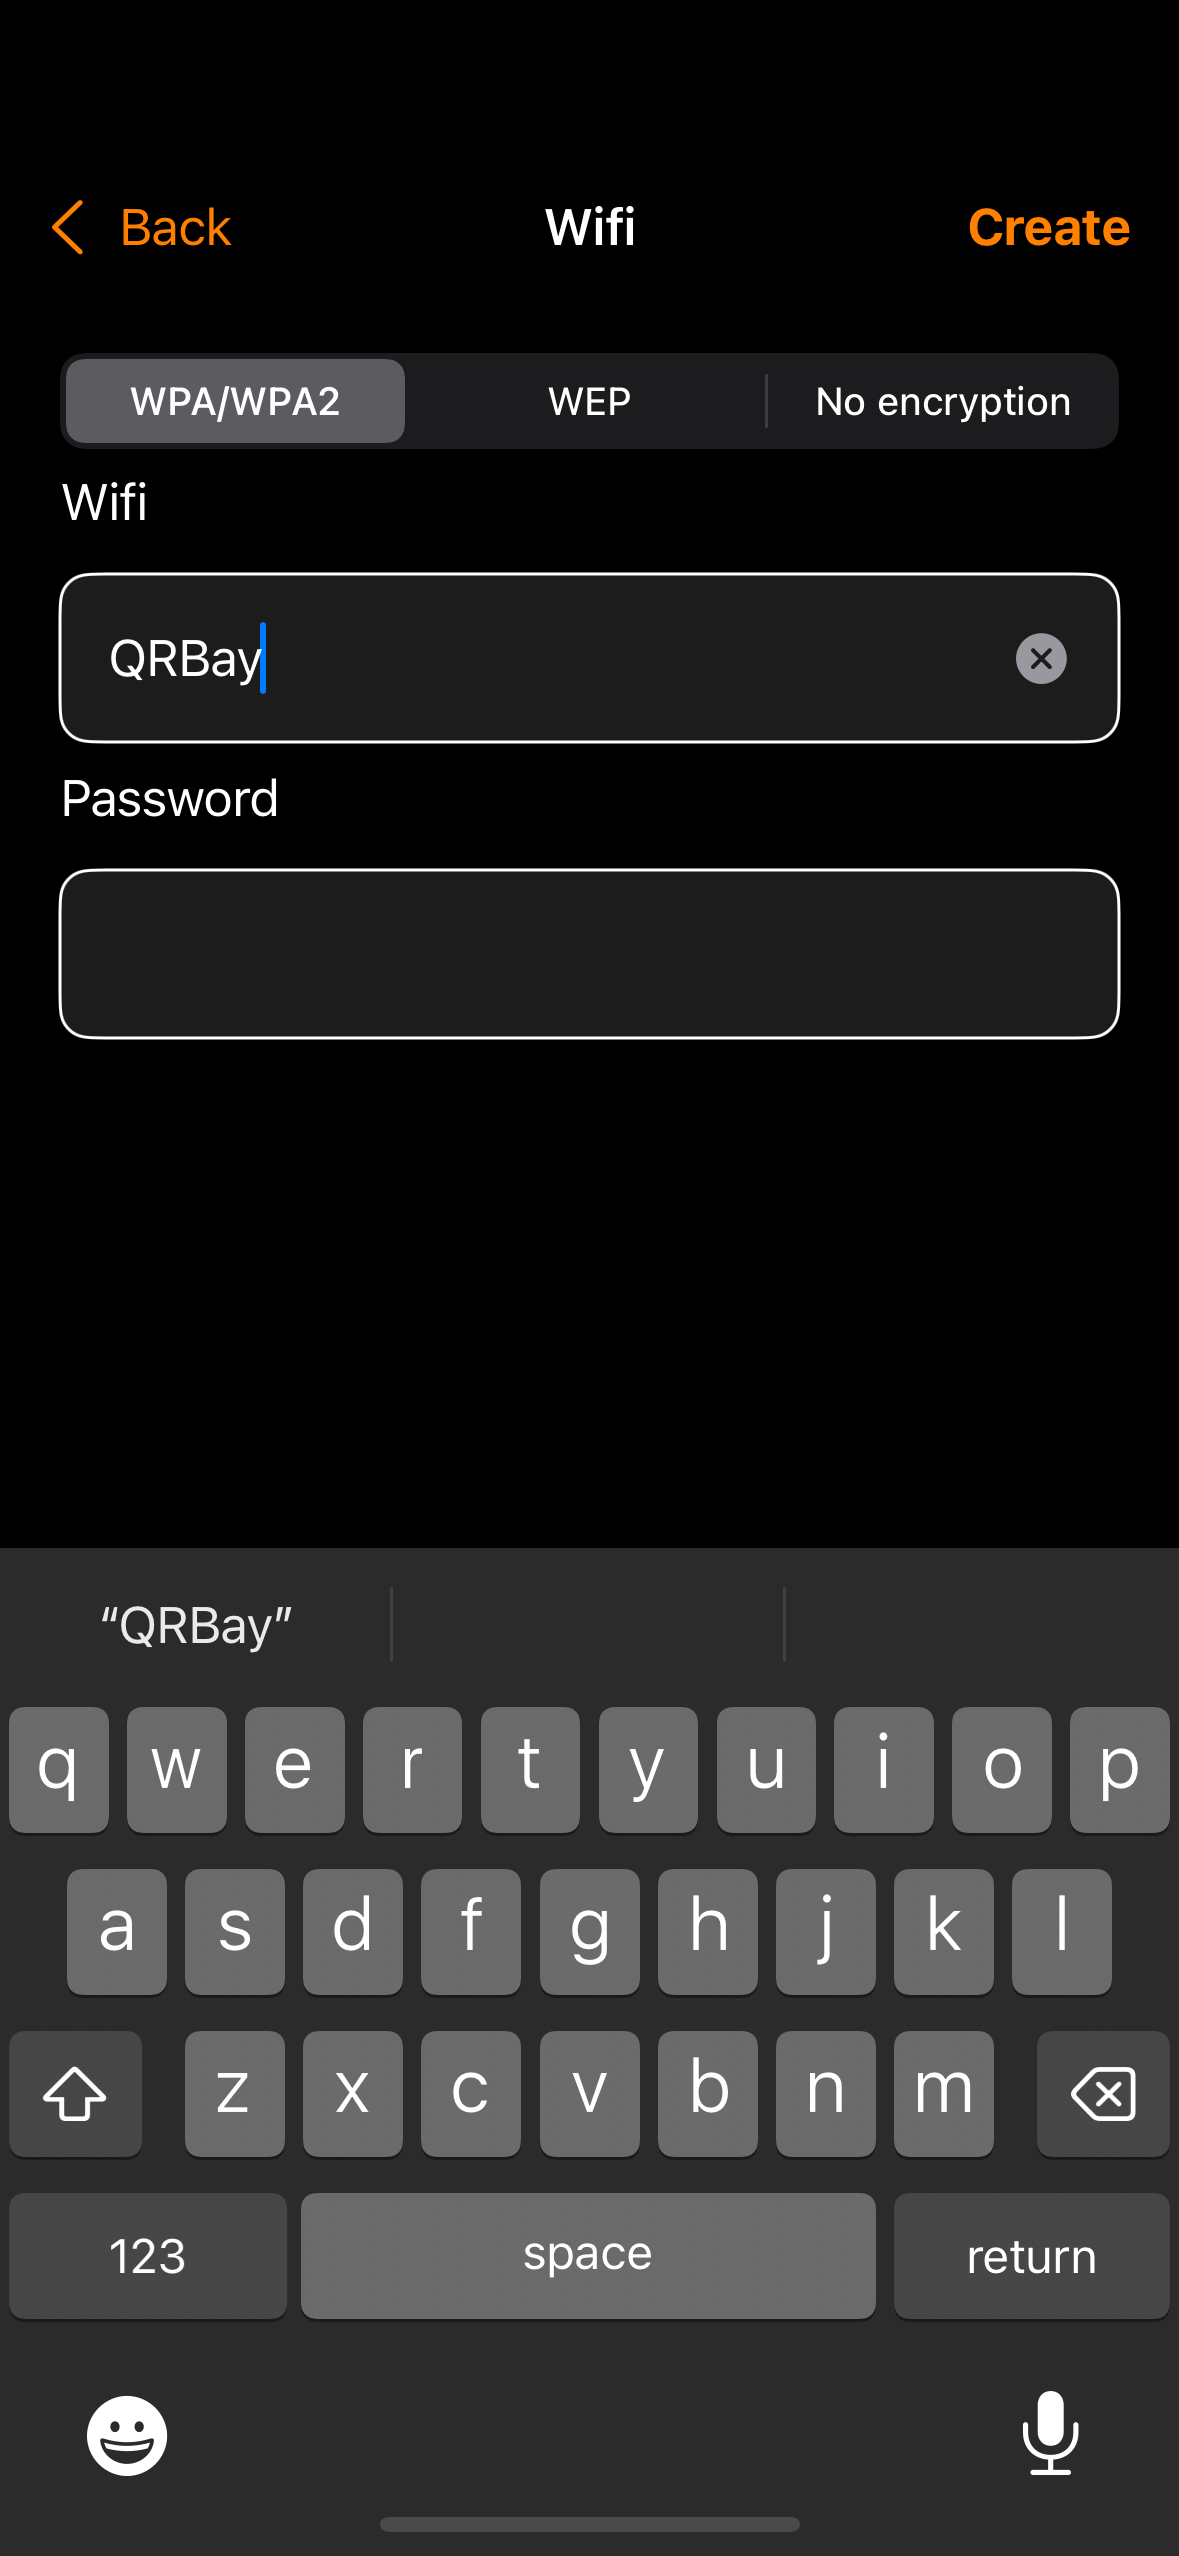 Back Wifi Create
WPA/WPA2 WEP No encryption
Wifi
QRBay
Password
“QRBay”
q w e r t y u i o p
a s d f g h j k l
z x c v b n m
123 space return